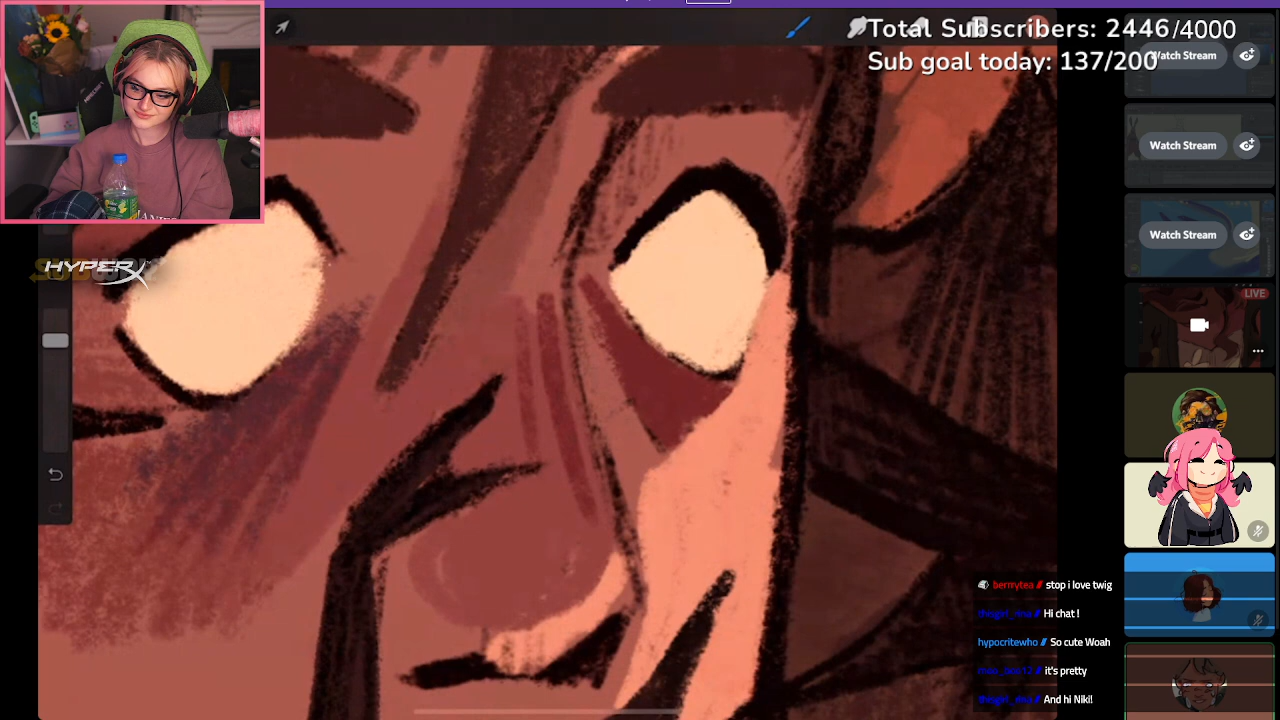 Total Subscribers: 2446/4000
Sub goal today: 137/200
Watch Stream
Watch Stream
Watch Stream
HYPERX
LIVE
berrrytea // stop i love twig
Hi chat !
hypocritewho // So cute Woah
it's pretty
And hi Niki!